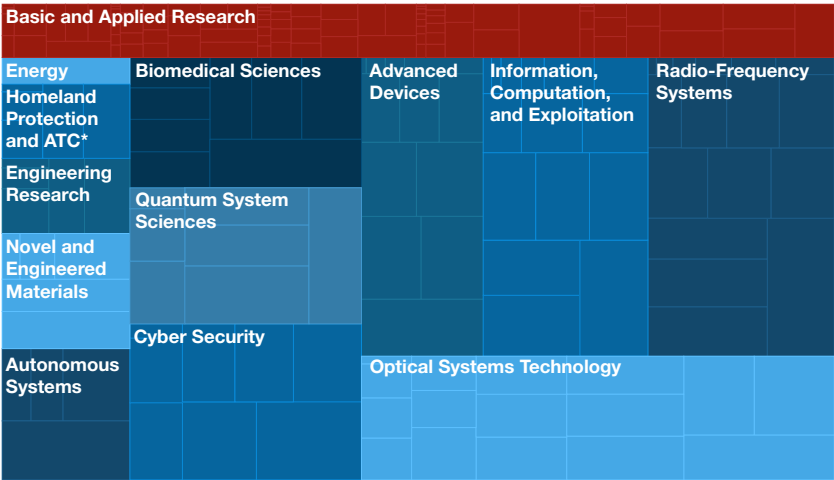 Basic and Applied Research
Energy
Homeland
Protection
and ATC*
Engineering
Research
Novel and
Engineered
Materials
Autonomous
Systems
Biomedical Sciences
Quantum System
Sciences
Cyber Security
Advanced
Devices
Information,
Computation,
and Exploitation
Radio-Frequency
Systems
Optical Systems Technology